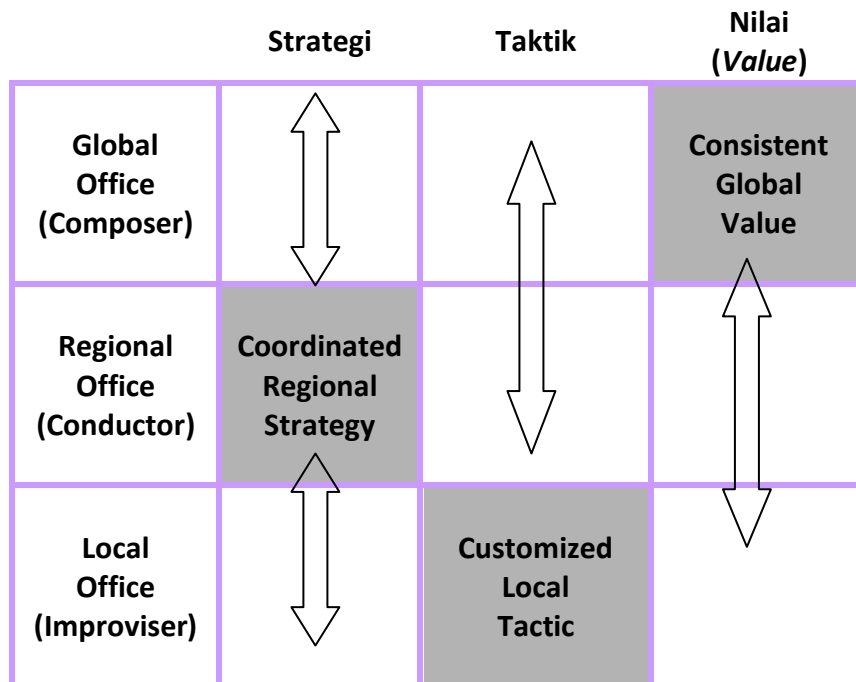 Strategi
Taktik
Nilai
(Value)
Global
Office
(Composer)
Consistent
Global
Value
Regional
Office
(Conductor)
Coordinated
Regional
Strategy
Local
Office
(Improviser)
Customized
Local
Tactic